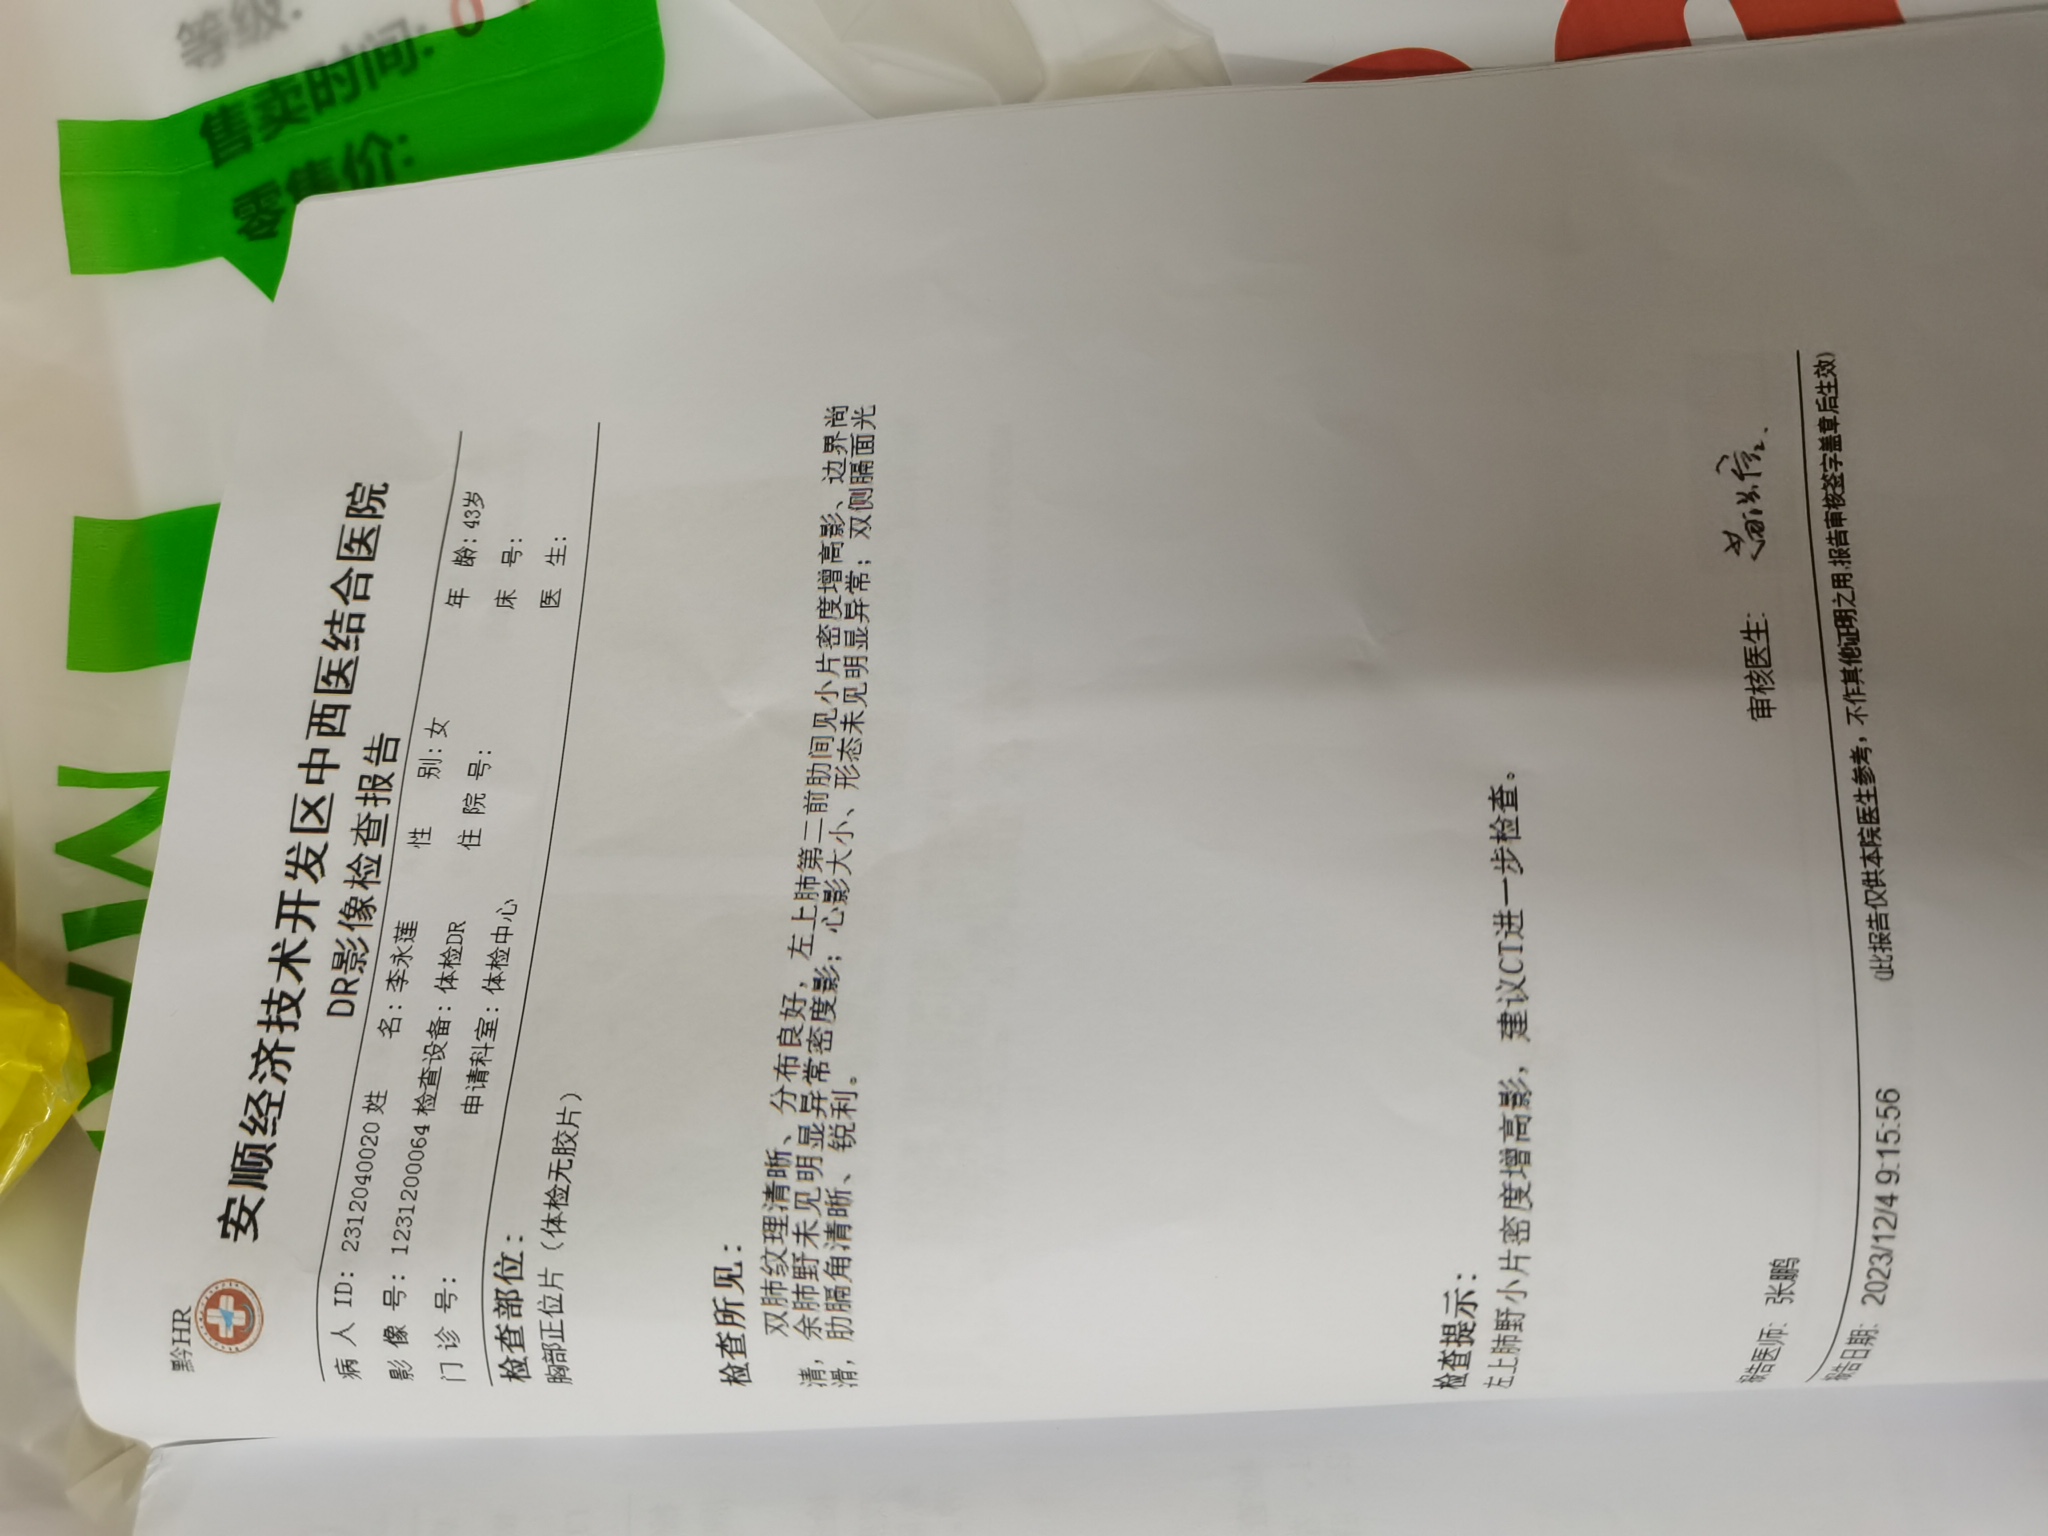 等级:
售卖时间: 0
零售价:
黔HR
安顺经济技术开发区中西医结合医院
DR影像检查报告
病 人 ID: 2312040020 姓 名: 李永莲 性 别: 女 年 龄: 43岁
影 像 号: 12312000064 检查设备: 体检DR 住 院 号: 床 号:
门 诊 号: 申请科室: 体检中心 医 生:
检查部位:
胸部正位片（体检无胶片）
检查所见:
双肺纹理清晰、分布良好，左上肺第二前肋间见小片密度增高影、边界尚
清，余肺野未见明显异常密度影；心影大小、形态未见明显异常；双侧膈面光
滑，肋膈角清晰、锐利。
检查提示:
左上肺野小片密度增高影，建议CT进一步检查。
报告医师: 张鹏 审核医生:
报告日期: 2023/12/4 9:15:56 (此报告仅供本院医生参考，不作其他证明之用,报告审核签字盖章后生效)